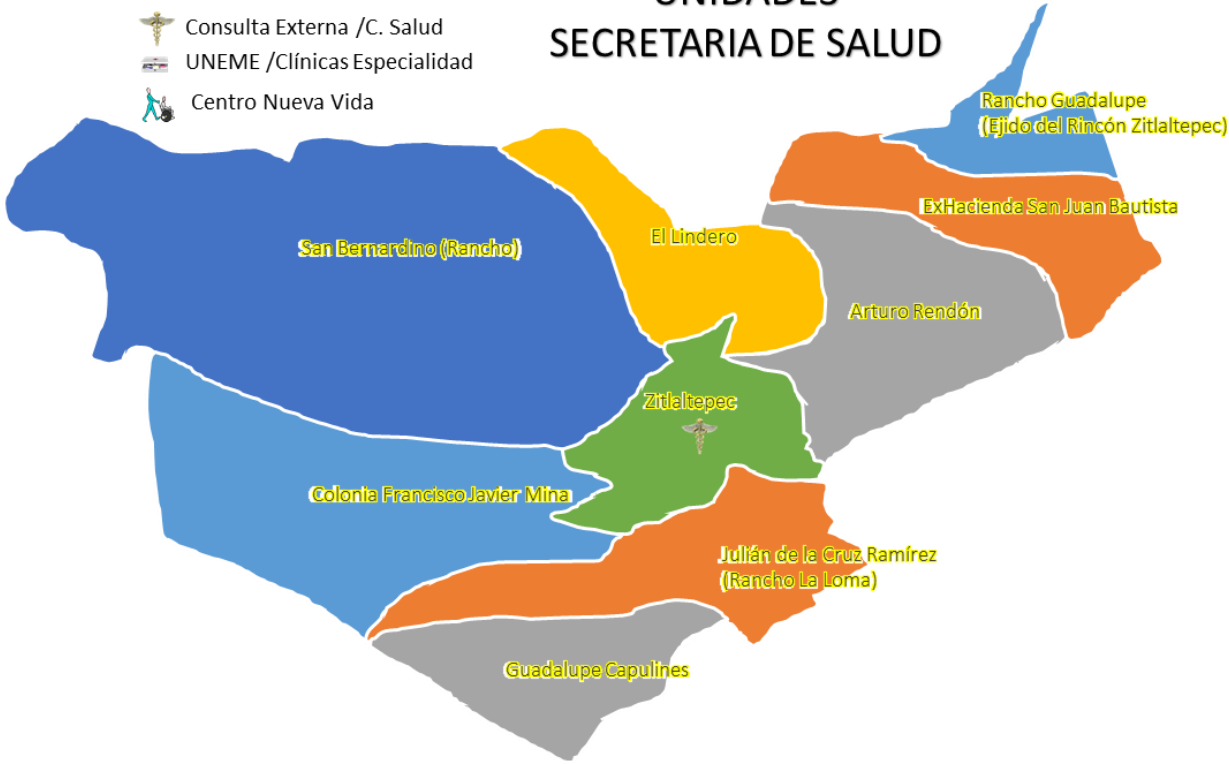 UNIDADES
SECRETARIA DE SALUD
Consulta Externa /C. Salud
UNEME /Clínicas Especialidad
Centro Nueva Vida
Rancho Guadalupe
(Ejido del Rincón Zitlaltepec)
ExHacienda San Juan Bautista
El Lindero
San Bernardino (Rancho)
Arturo Rendón
Zitlaltepec
Colonia Francisco Javier Mina
Julián de la Cruz Ramírez
(Rancho La Loma)
Guadalupe Capulines